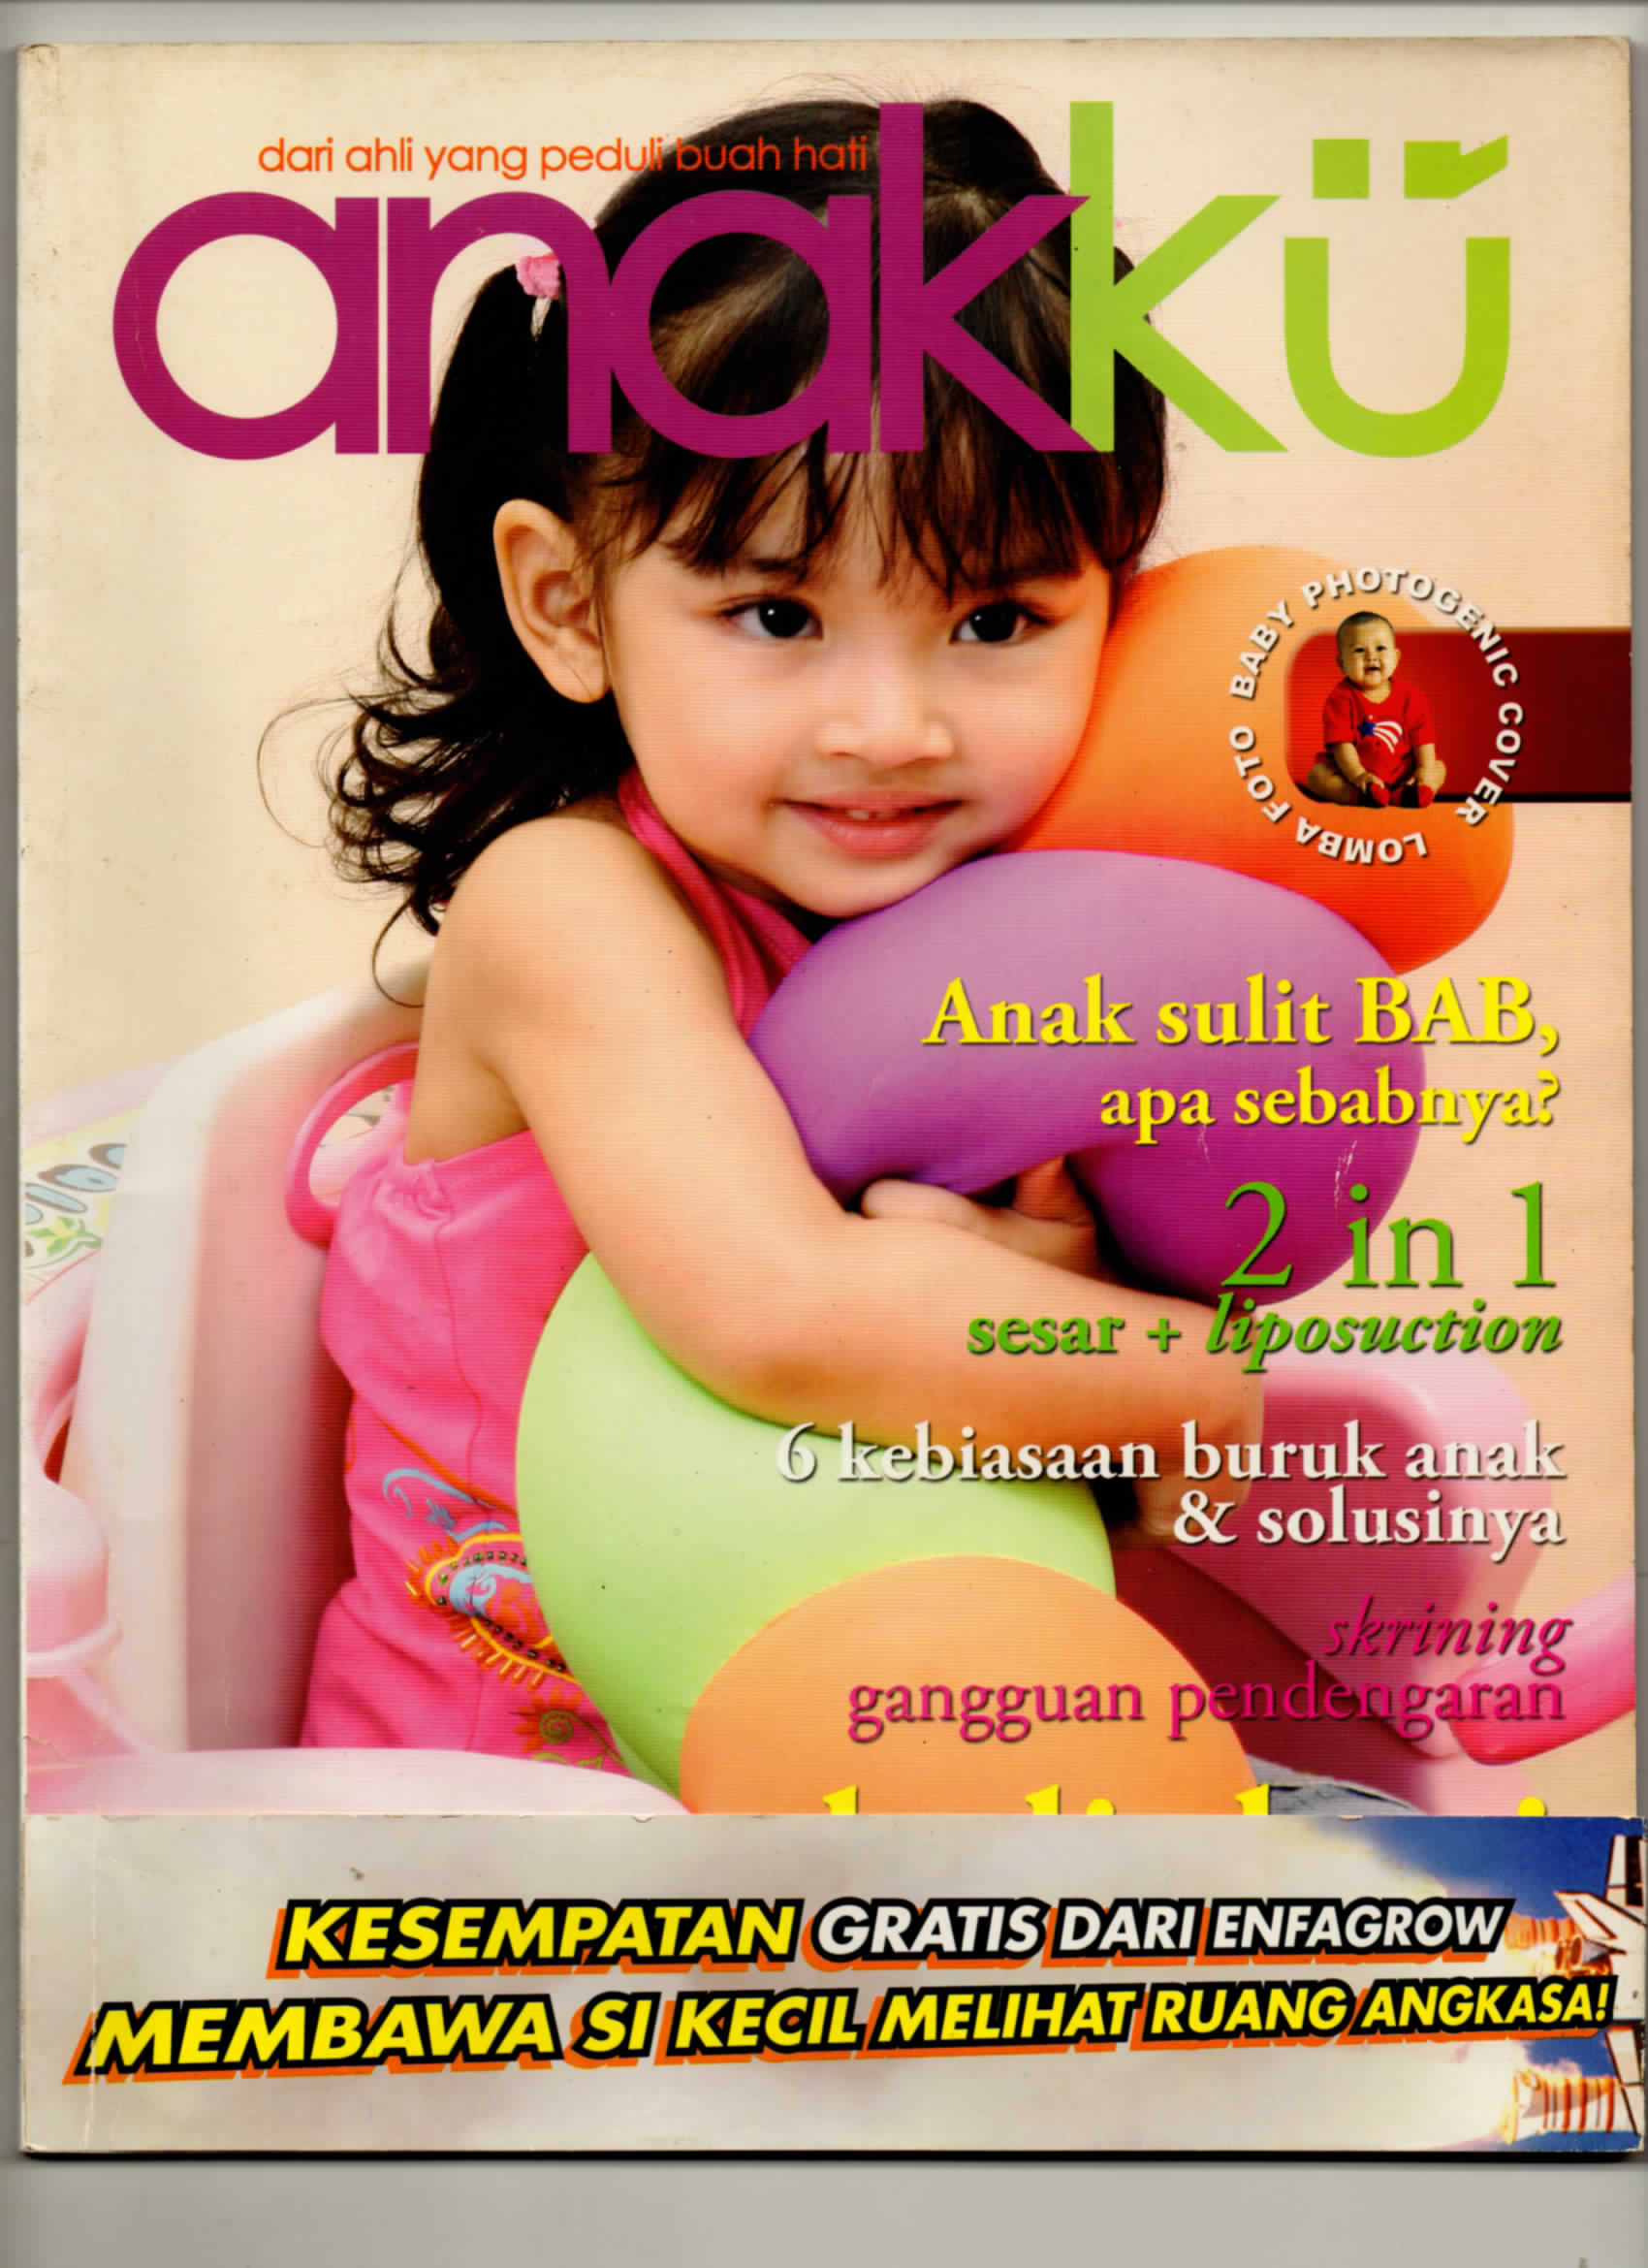 dari ahli yang peduli buah hati
anakkü
LOMBA FOTO BABY PHOTOGENIC COVER
Anak sulit BAB,
apa sebabnya?
2 in 1
sesar + liposuction
6 kebiasaan buruk anak
& solusinya
skrining
gangguan pendengaran
KESEMPATAN GRATIS DARI ENFAGROW
MEMBAWA SI KECIL MELIHAT RUANG ANGKASA!